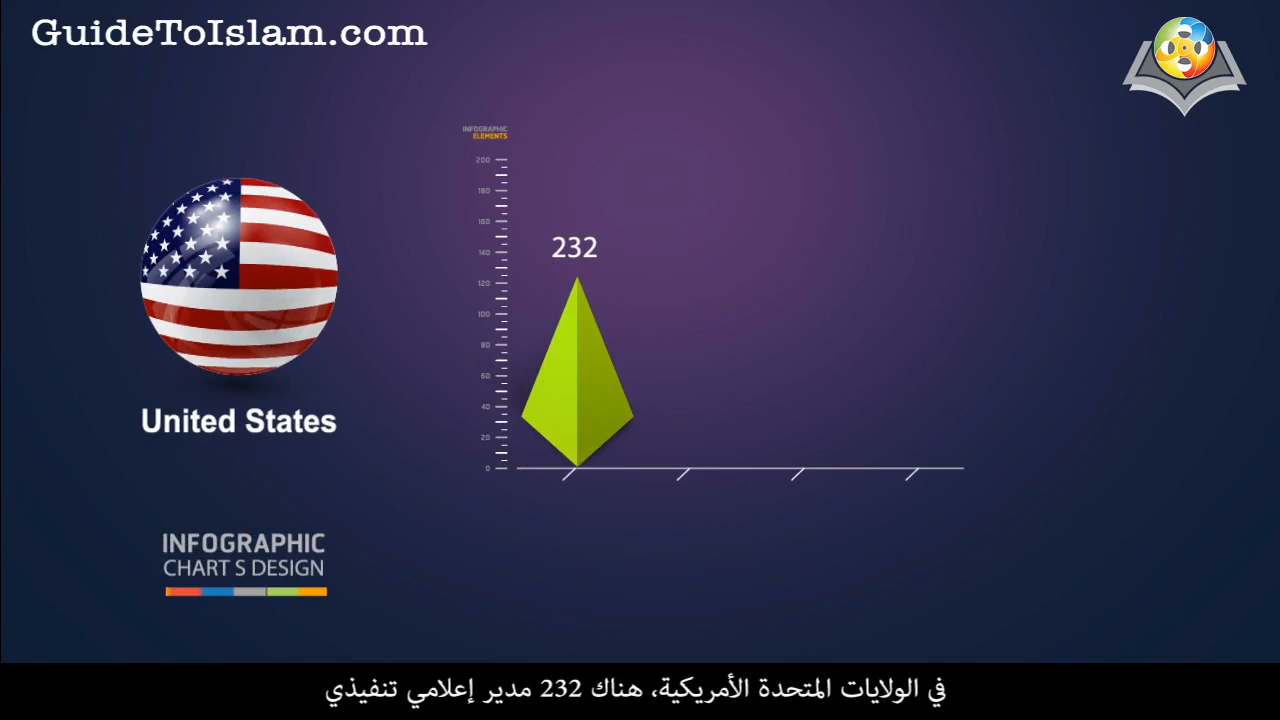 GuideToIslam.com
INFOGRAPHIC
ELEMENTS
200
180
160
140
120
100
80
60
40
20
0
232
United States
INFOGRAPHIC
CHART S DESIGN
في الولايات المتحدة الأمريكية، هناك 232 مدير إعلامي تنفيذي